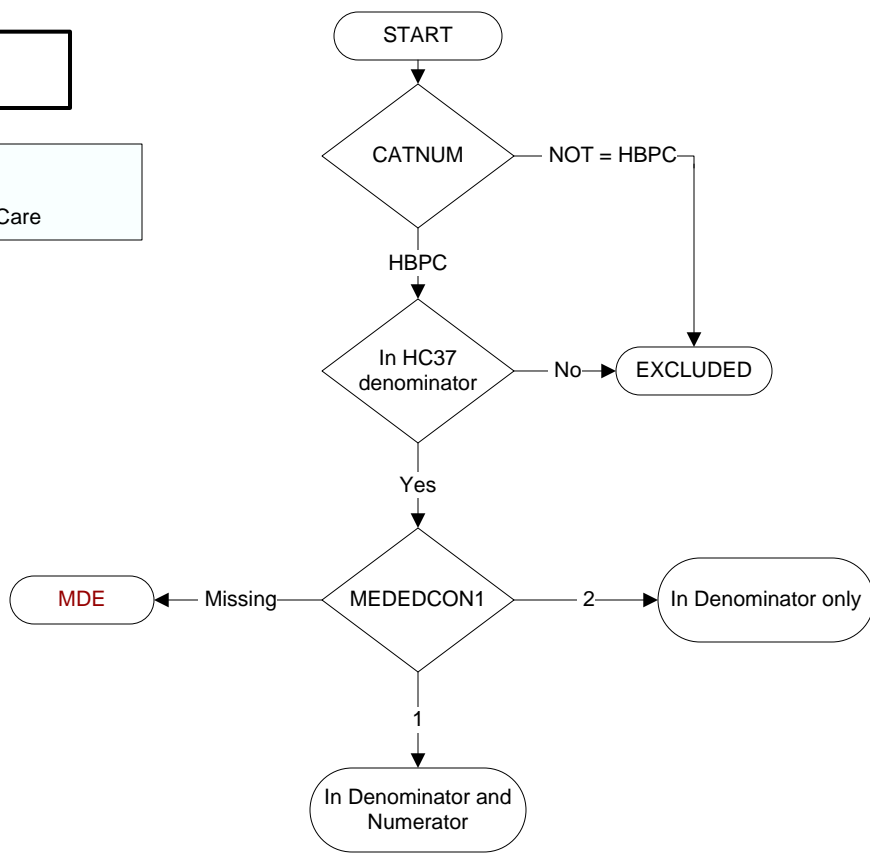 START
CATNUM
NOT = HBPC
Care
HBPC
In HC37
denominator
No
EXCLUDED
Yes
MDE
Missing
MEDEDCON1
2
In Denominator only
1
In Denominator and
Numerator